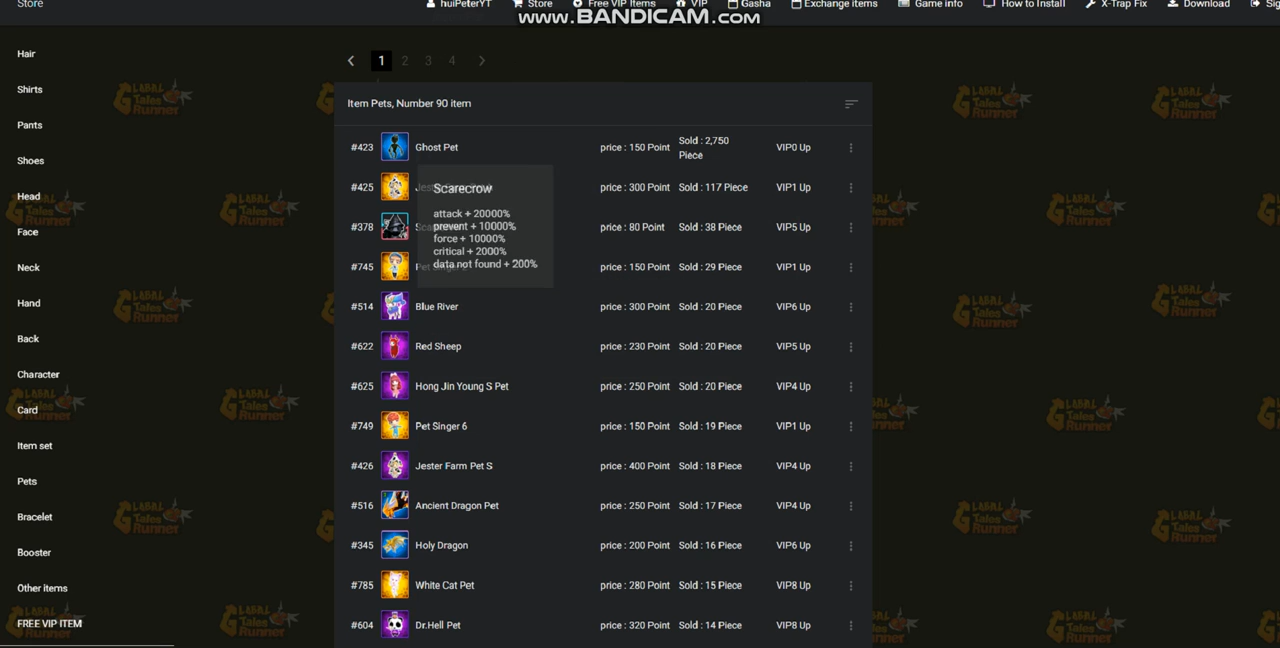 Store
huiPeterYT Store Free VIP Items VIP Gasha Exchange items Game info How to Install X-Trap Fix Download
www.BANDICAM.com
Hair
Shirts
Pants
Shoes
Head
Face
Neck
Hand
Back
Character
Card
Item set
Pets
Bracelet
Booster
Other items
FREE VIP ITEM
1 2 3 4
Item Pets, Number 90 item
#423 Ghost Pet price : 150 Point Sold : 2,750 Piece VIP0 Up
#425 price : 300 Point Sold : 117 Piece VIP1 Up
#378 price : 80 Point Sold : 38 Piece VIP5 Up
#745 price : 150 Point Sold : 29 Piece VIP1 Up
Scarecrow
attack + 20000%
prevent + 10000%
force + 10000%
critical + 2000%
data not found + 200%
#514 Blue River price : 300 Point Sold : 20 Piece VIP6 Up
#622 Red Sheep price : 230 Point Sold : 20 Piece VIP5 Up
#625 Hong Jin Young S Pet price : 250 Point Sold : 20 Piece VIP4 Up
#749 Pet Singer 6 price : 150 Point Sold : 19 Piece VIP1 Up
#426 Jester Farm Pet S price : 400 Point Sold : 18 Piece VIP4 Up
#516 Ancient Dragon Pet price : 250 Point Sold : 17 Piece VIP4 Up
#345 Holy Dragon price : 200 Point Sold : 16 Piece VIP6 Up
#785 White Cat Pet price : 280 Point Sold : 15 Piece VIP8 Up
#604 Dr.Hell Pet price : 320 Point Sold : 14 Piece VIP8 Up